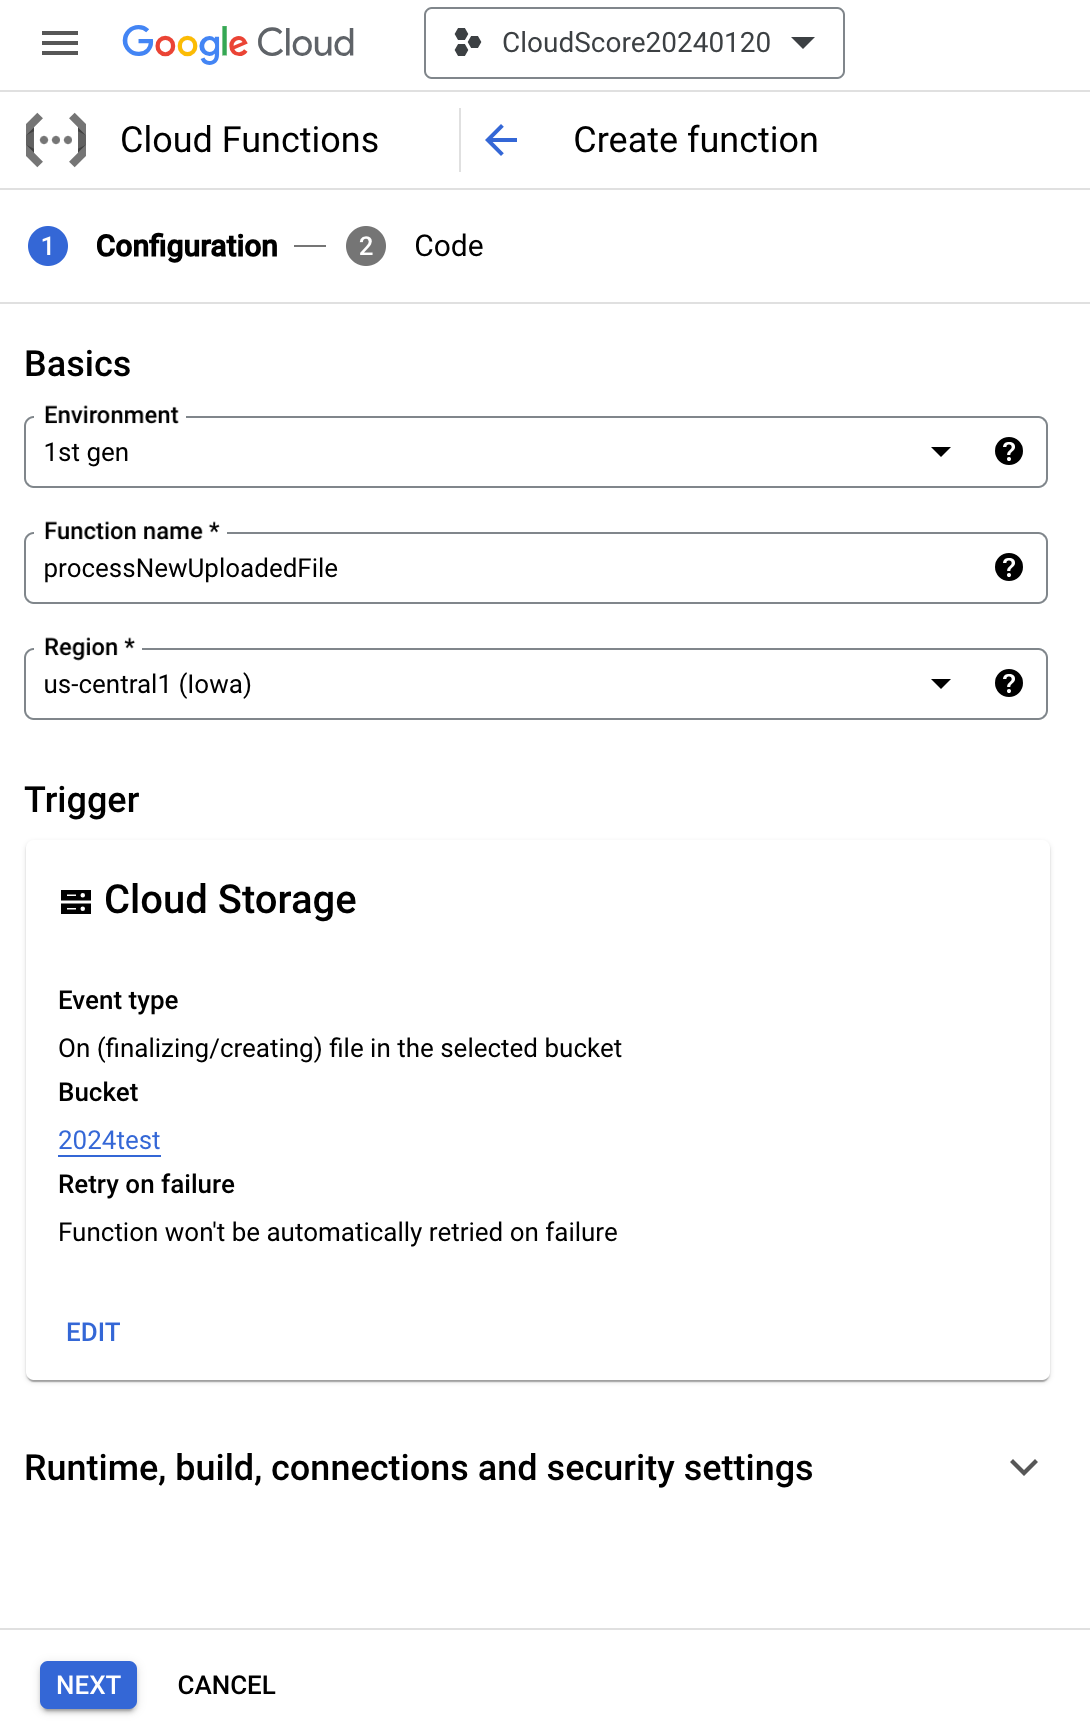 Google Cloud
CloudScore20240120
Cloud Functions
Create function
1 Configuration 2 Code
Basics
Environment
1st gen
Function name *
processNewUploadedFile
Region *
us-central1 (Iowa)
Trigger
Cloud Storage
Event type
On (finalizing/creating) file in the selected bucket
Bucket
2024test
Retry on failure
Function won't be automatically retried on failure
EDIT
Runtime, build, connections and security settings
NEXT CANCEL